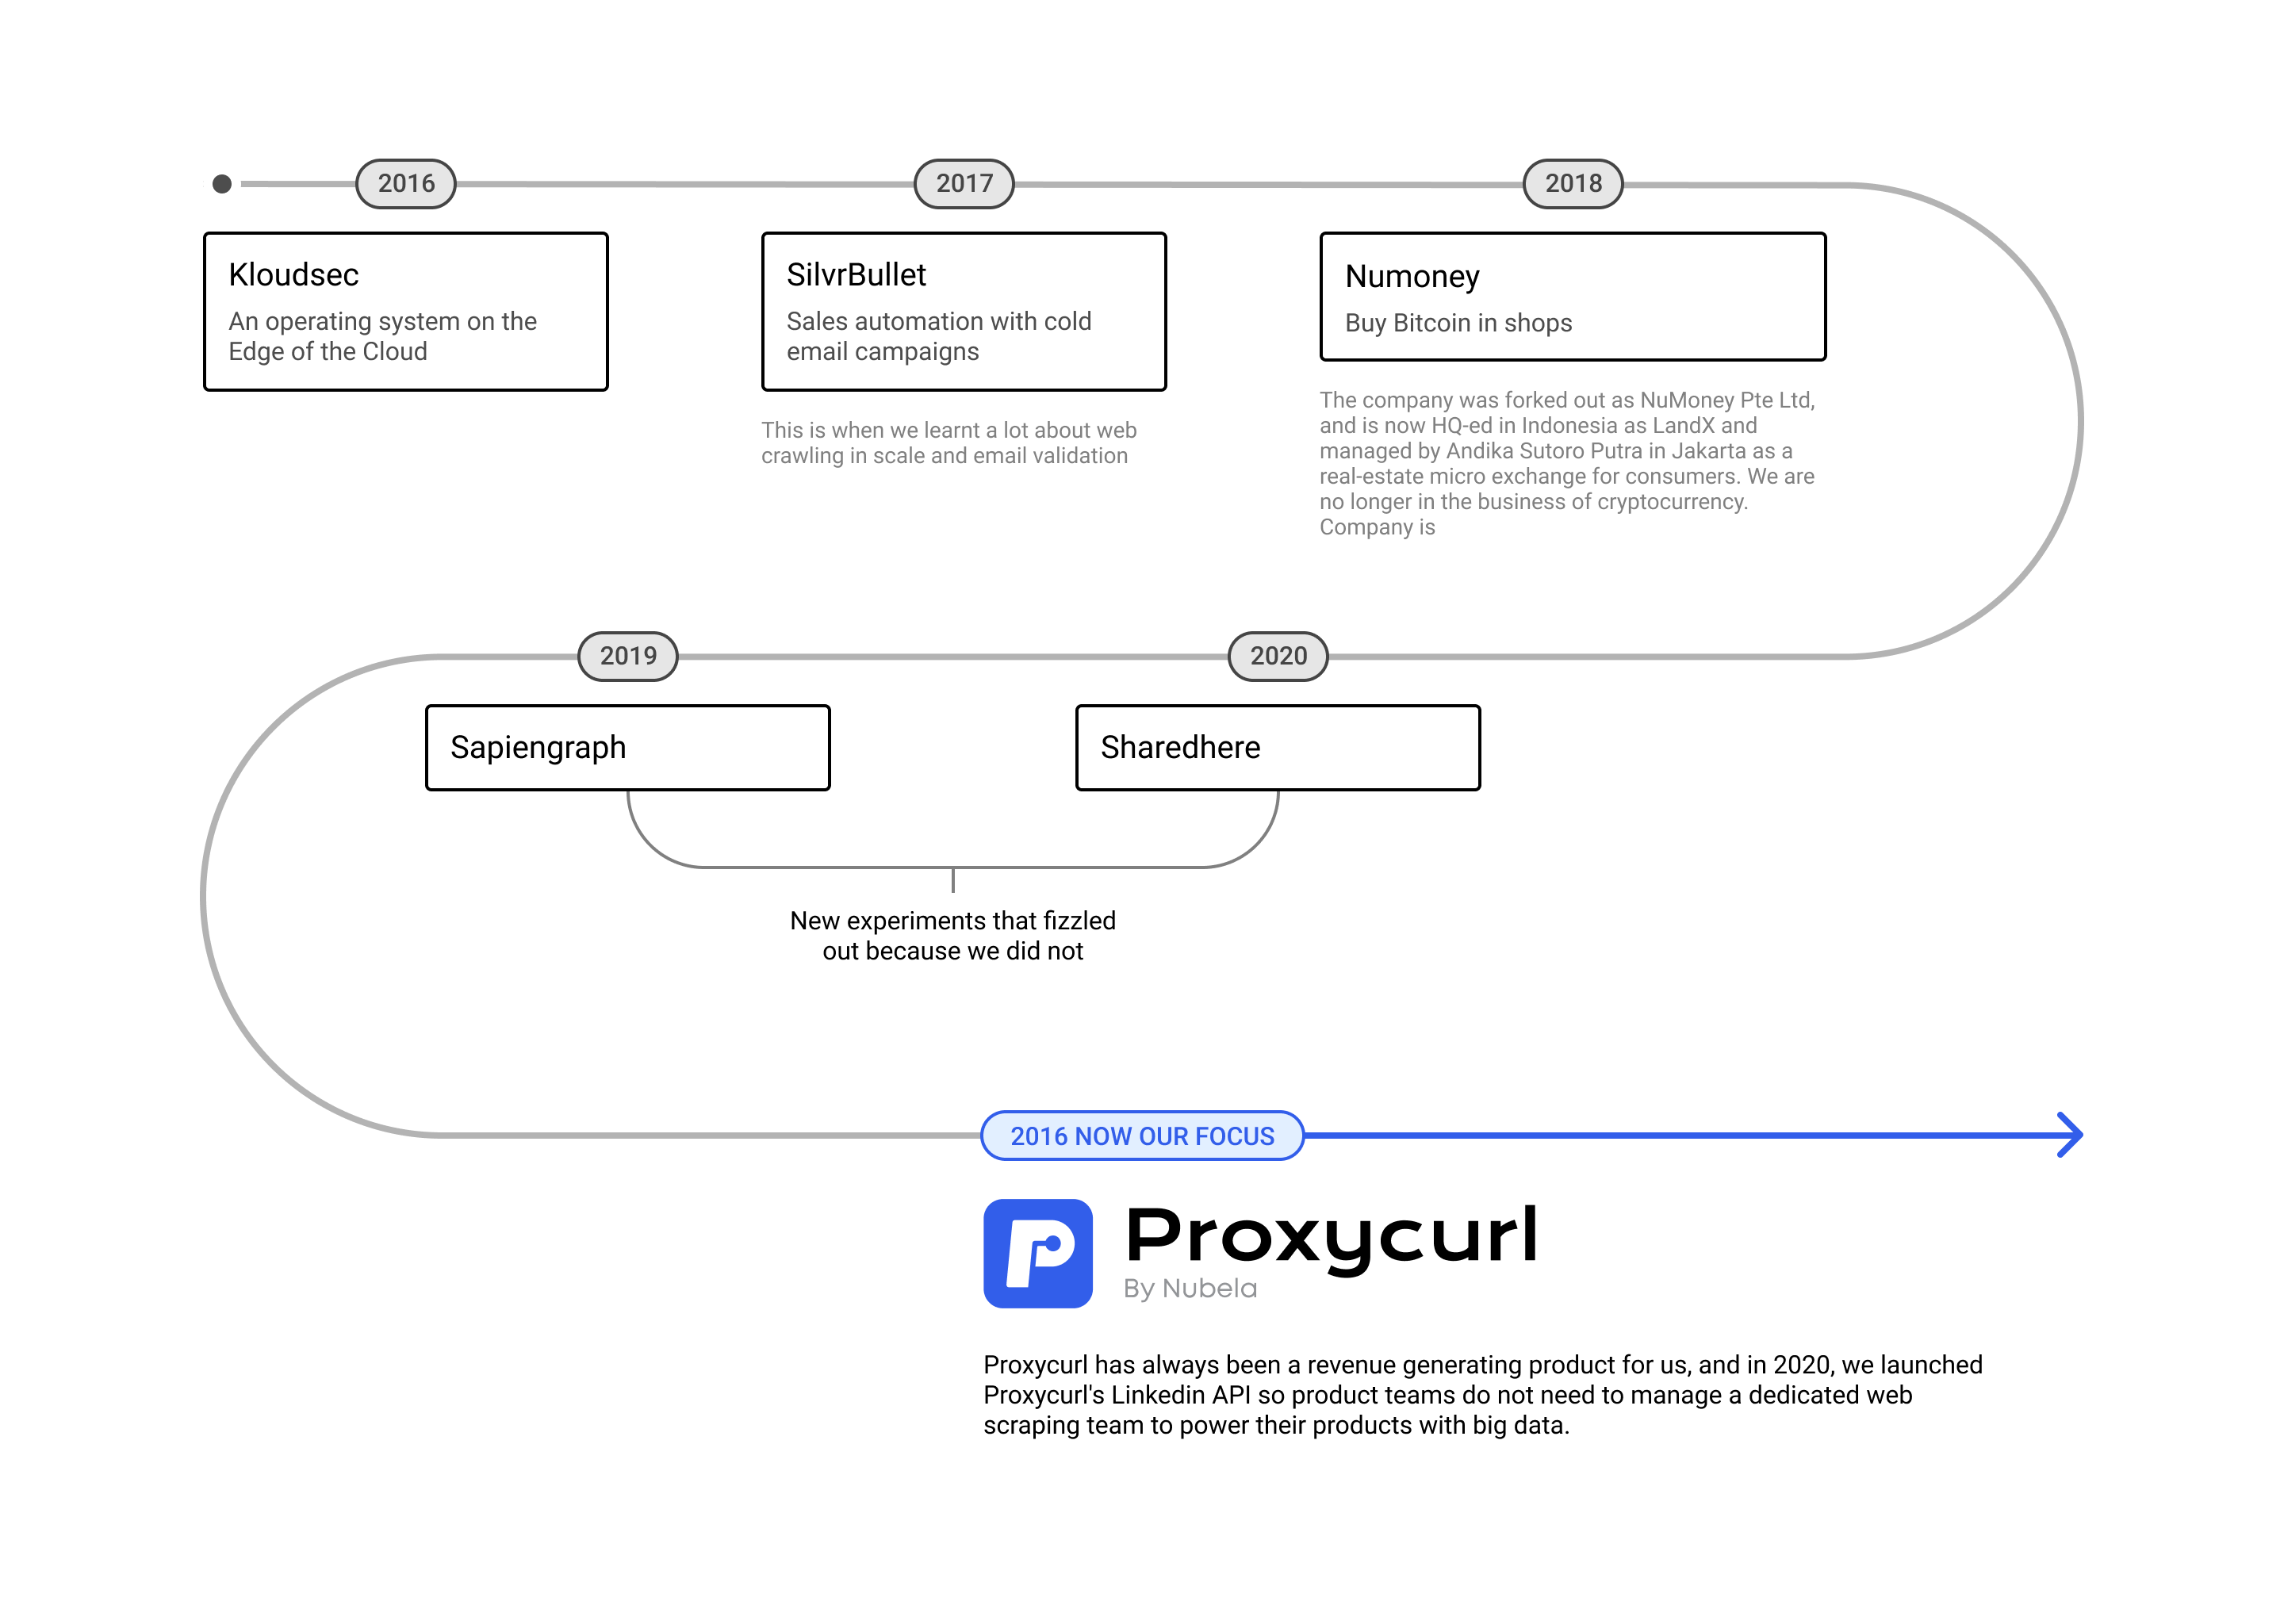 2016
2017
2018
Kloudsec
An operating system on the
Edge of the Cloud
SilvrBullet
Sales automation with cold
email campaigns
This is when we learnt a lot about web
crawling in scale and email validation
Numoney
Buy Bitcoin in shops
The company was forked out as NuMoney Pte Ltd,
and is now HQ-ed in Indonesia as LandX and
managed by Andika Sutoro Putra in Jakarta as a
real-estate micro exchange for consumers. We are
no longer in the business of cryptocurrency.
Company is
2019
2020
Sapiengraph
Sharedhere
New experiments that fizzled
out because we did not
2016 NOW OUR FOCUS
Proxycurl
By Nubela
Proxycurl has always been a revenue generating product for us, and in 2020, we launched
Proxycurl's Linkedin API so product teams do not need to manage a dedicated web
scraping team to power their products with big data.